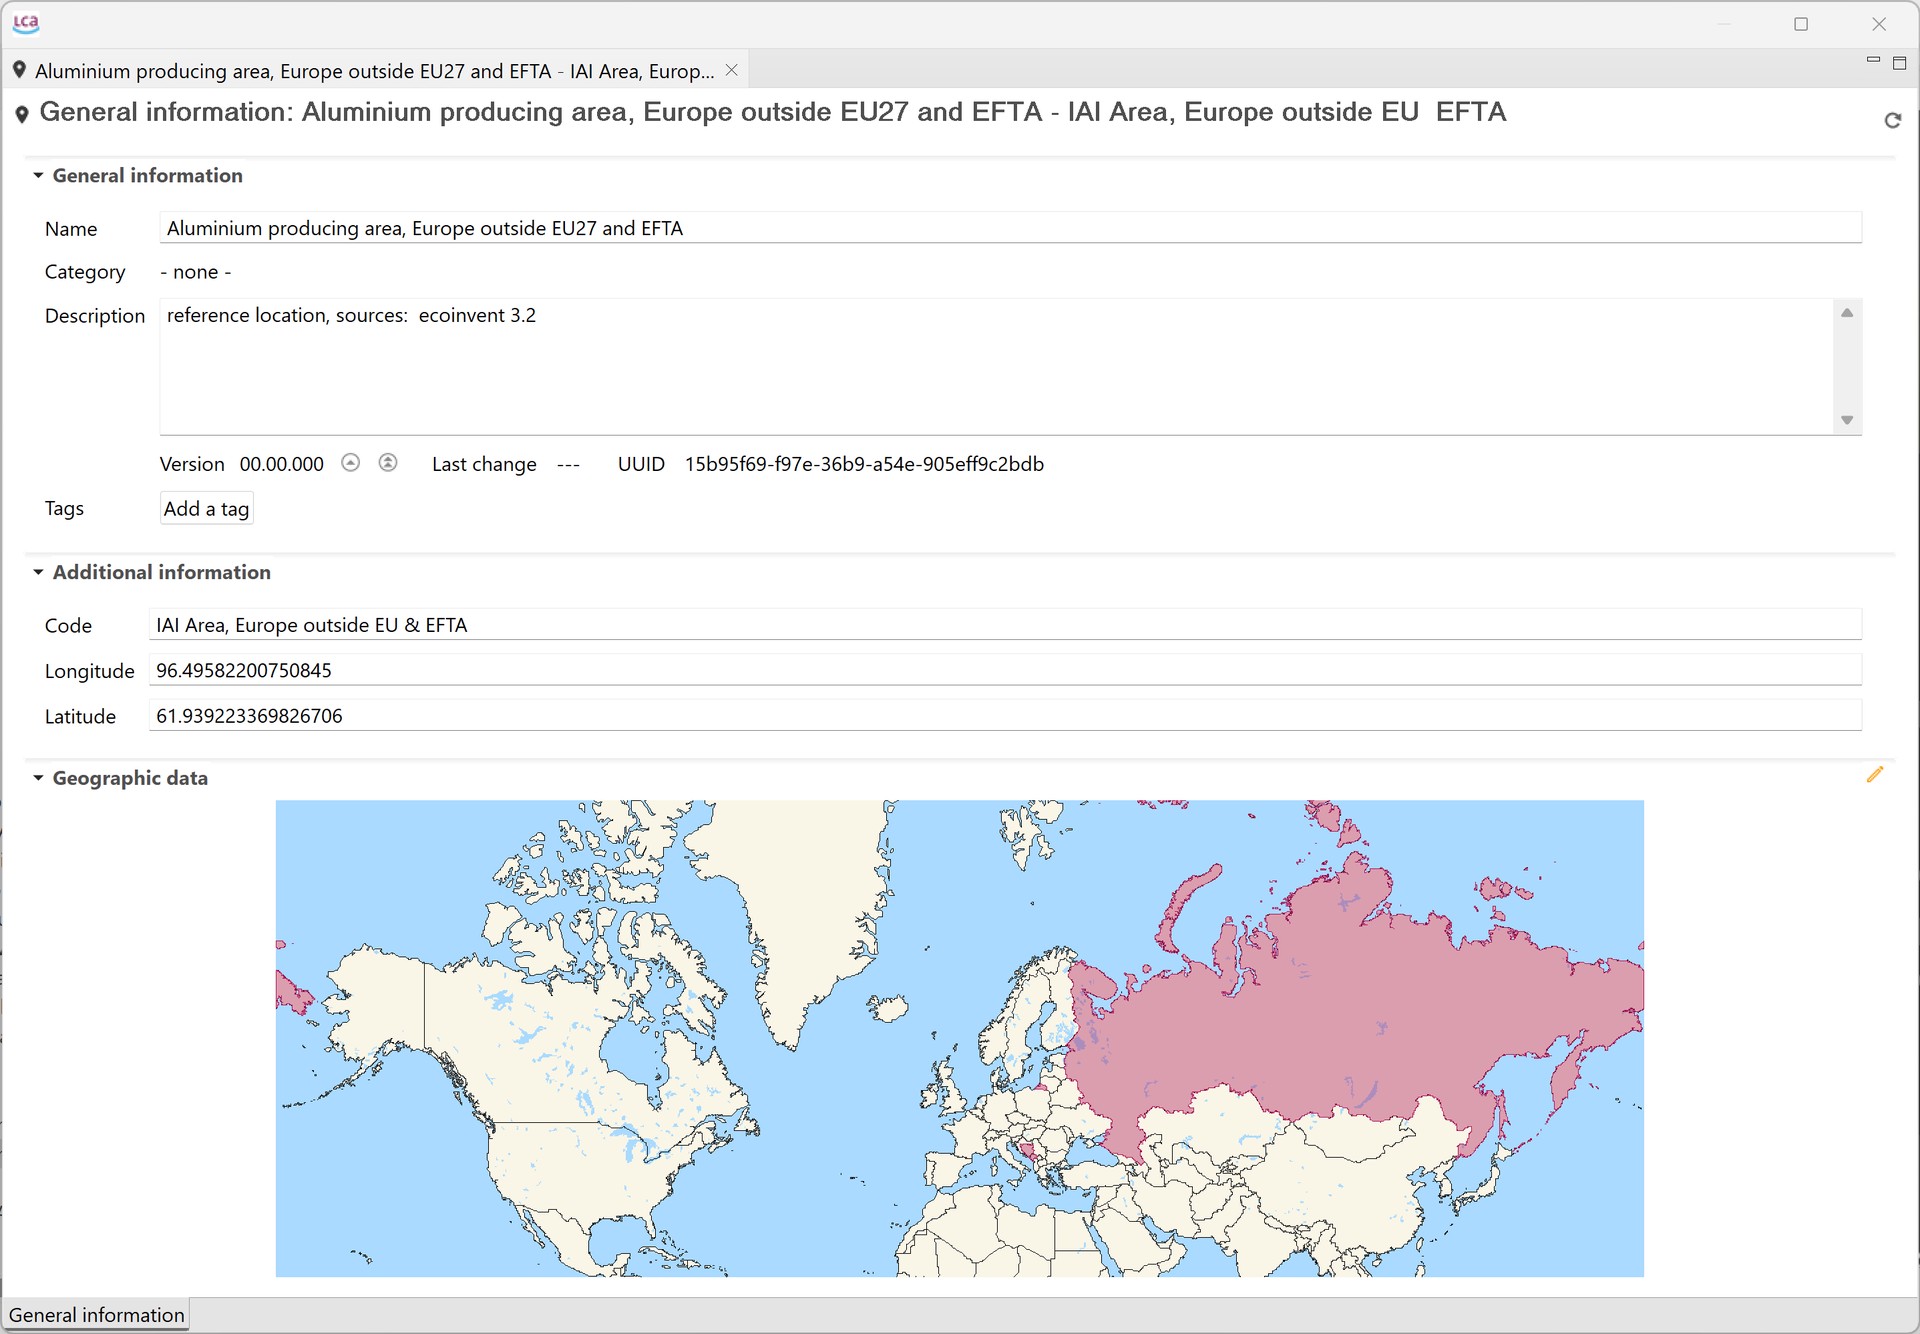 lca
Aluminium producing area, Europe outside EU27 and EFTA - IAI Area, Europ...
General information: Aluminium producing area, Europe outside EU27 and EFTA - IAI Area, Europe outside EU  EFTA
General information
Name Aluminium producing area, Europe outside EU27 and EFTA
Category - none -
Description reference location, sources:  ecoinvent 3.2
Version 00.00.000 Last change --- UUID 15b95f69-f97e-36b9-a54e-905eff9c2bdb
Tags Add a tag
Additional information
Code IAI Area, Europe outside EU & EFTA
Longitude 96.49582200750845
Latitude 61.939223369826706
Geographic data
General information